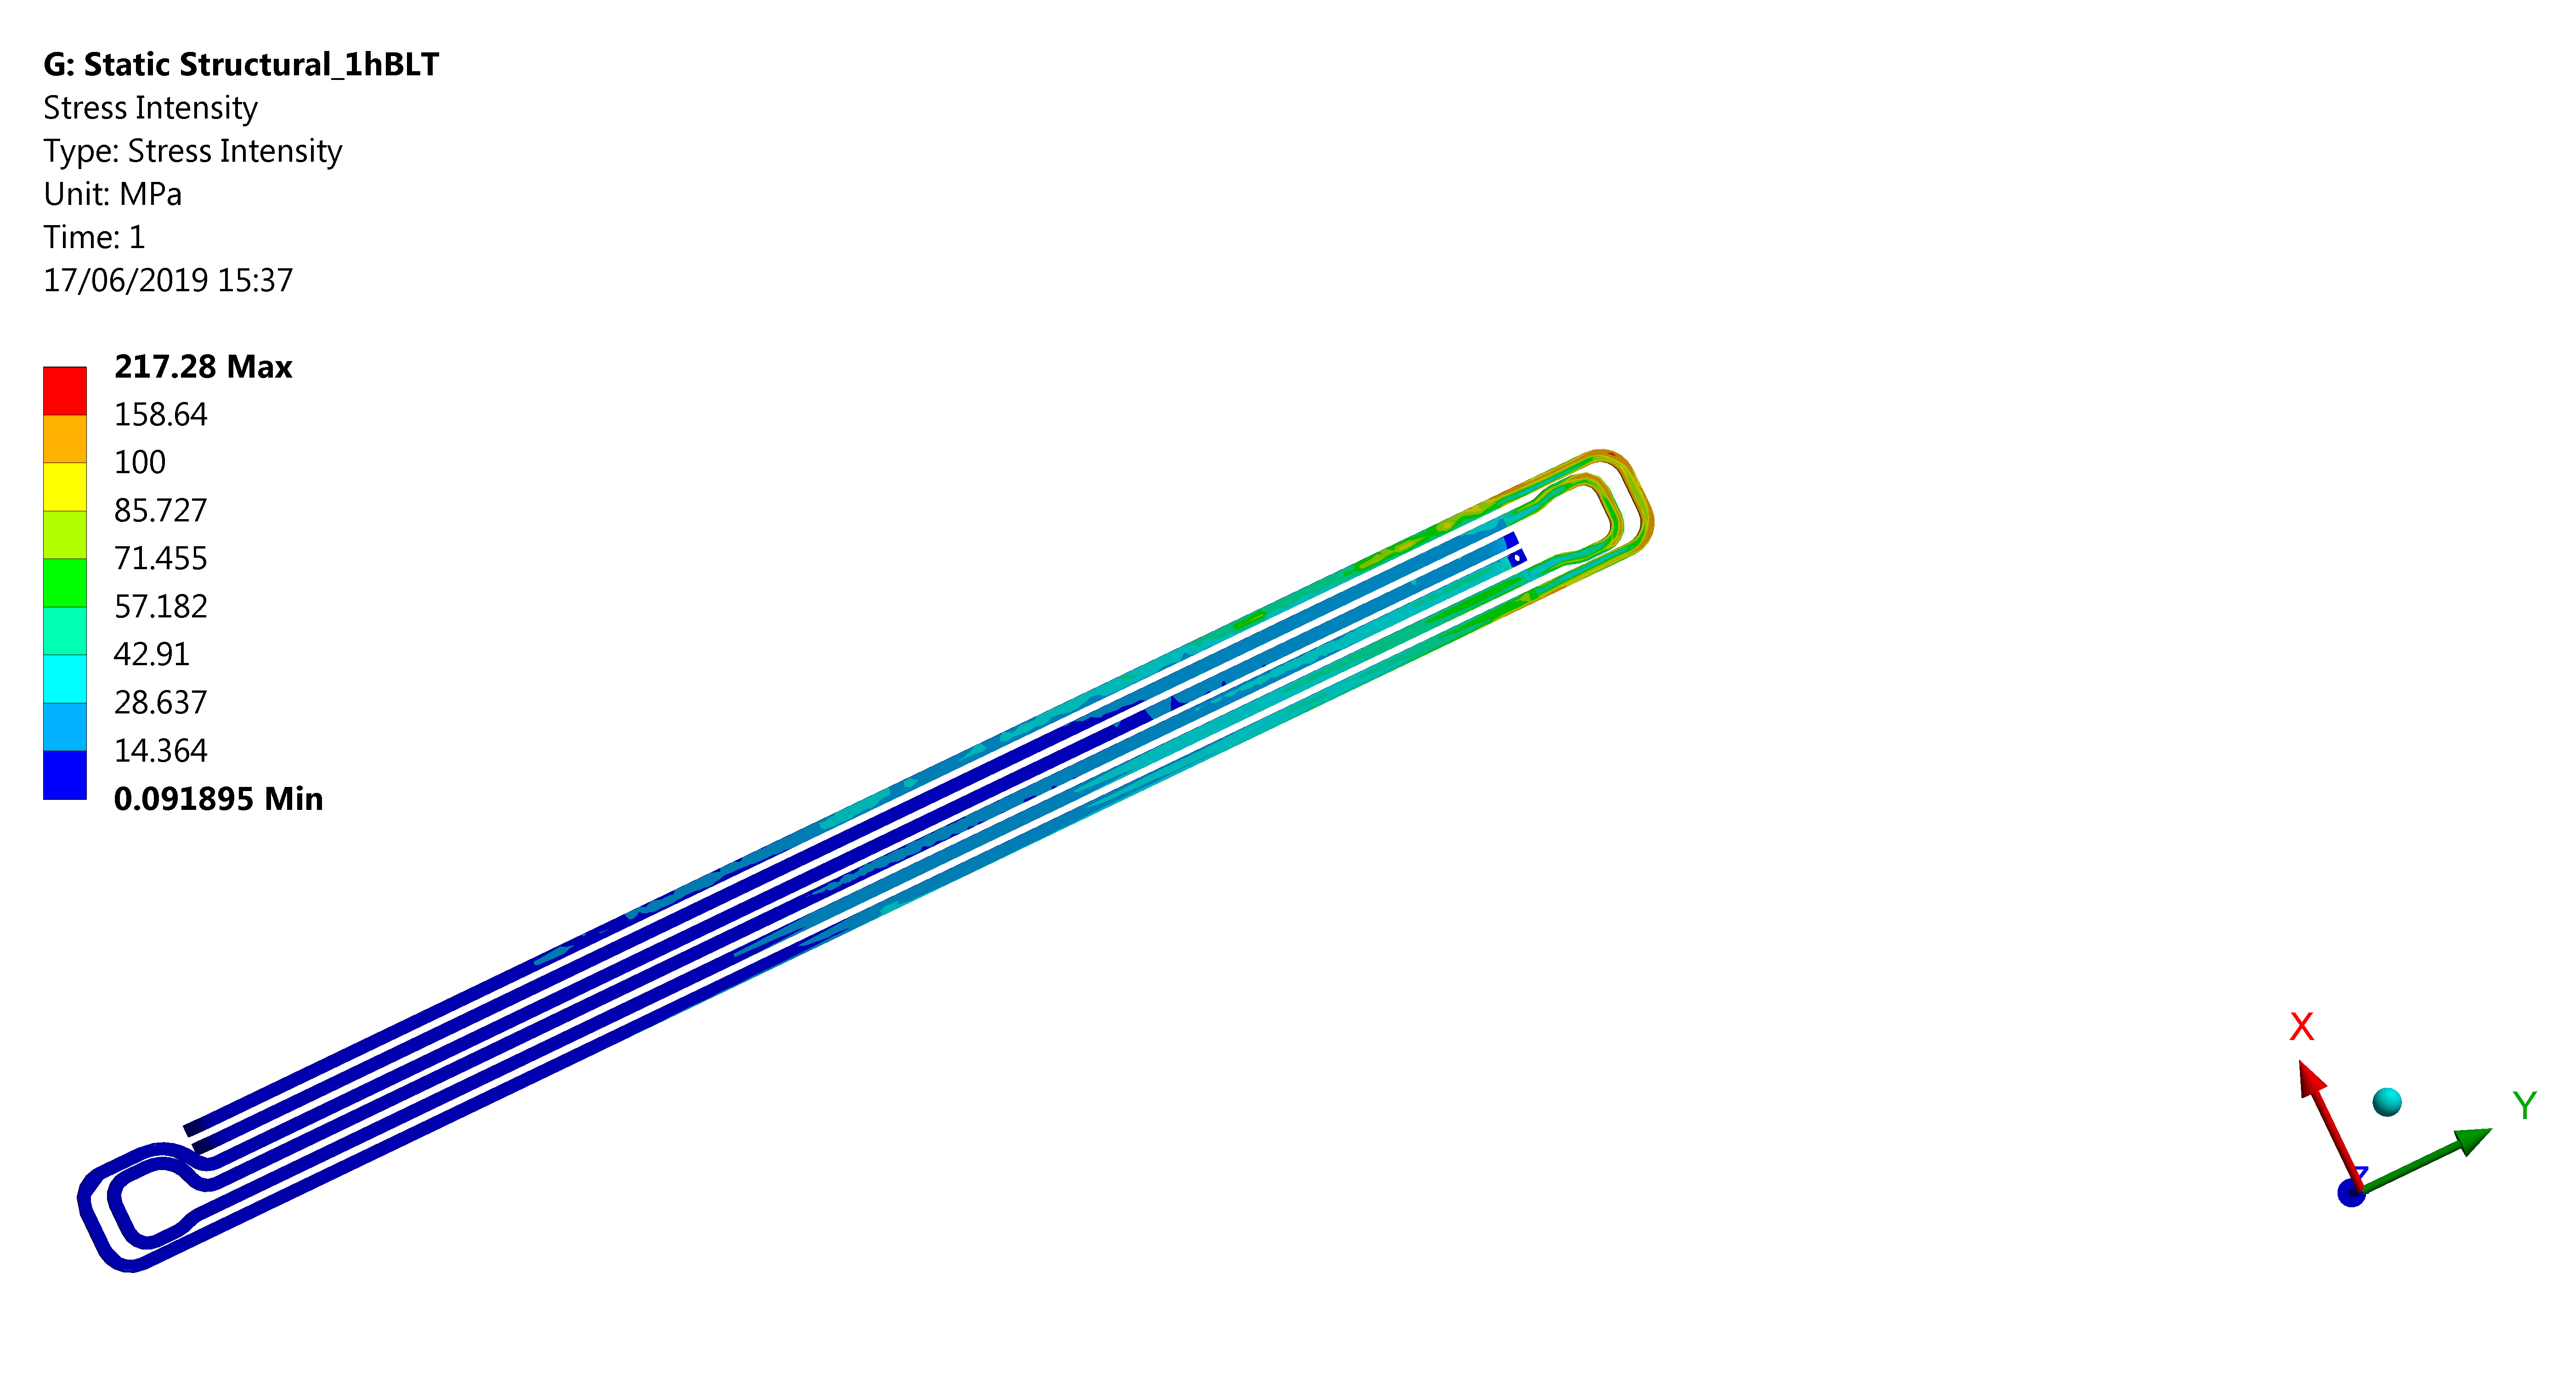 G: Static Structural_1hBLT
Stress Intensity
Type: Stress Intensity
Unit: MPa
Time: 1
17/06/2019 15:37
217.28 Max
158.64
100
85.727
71.455
57.182
42.91
28.637
14.364
0.091895 Min
X
Y
Z